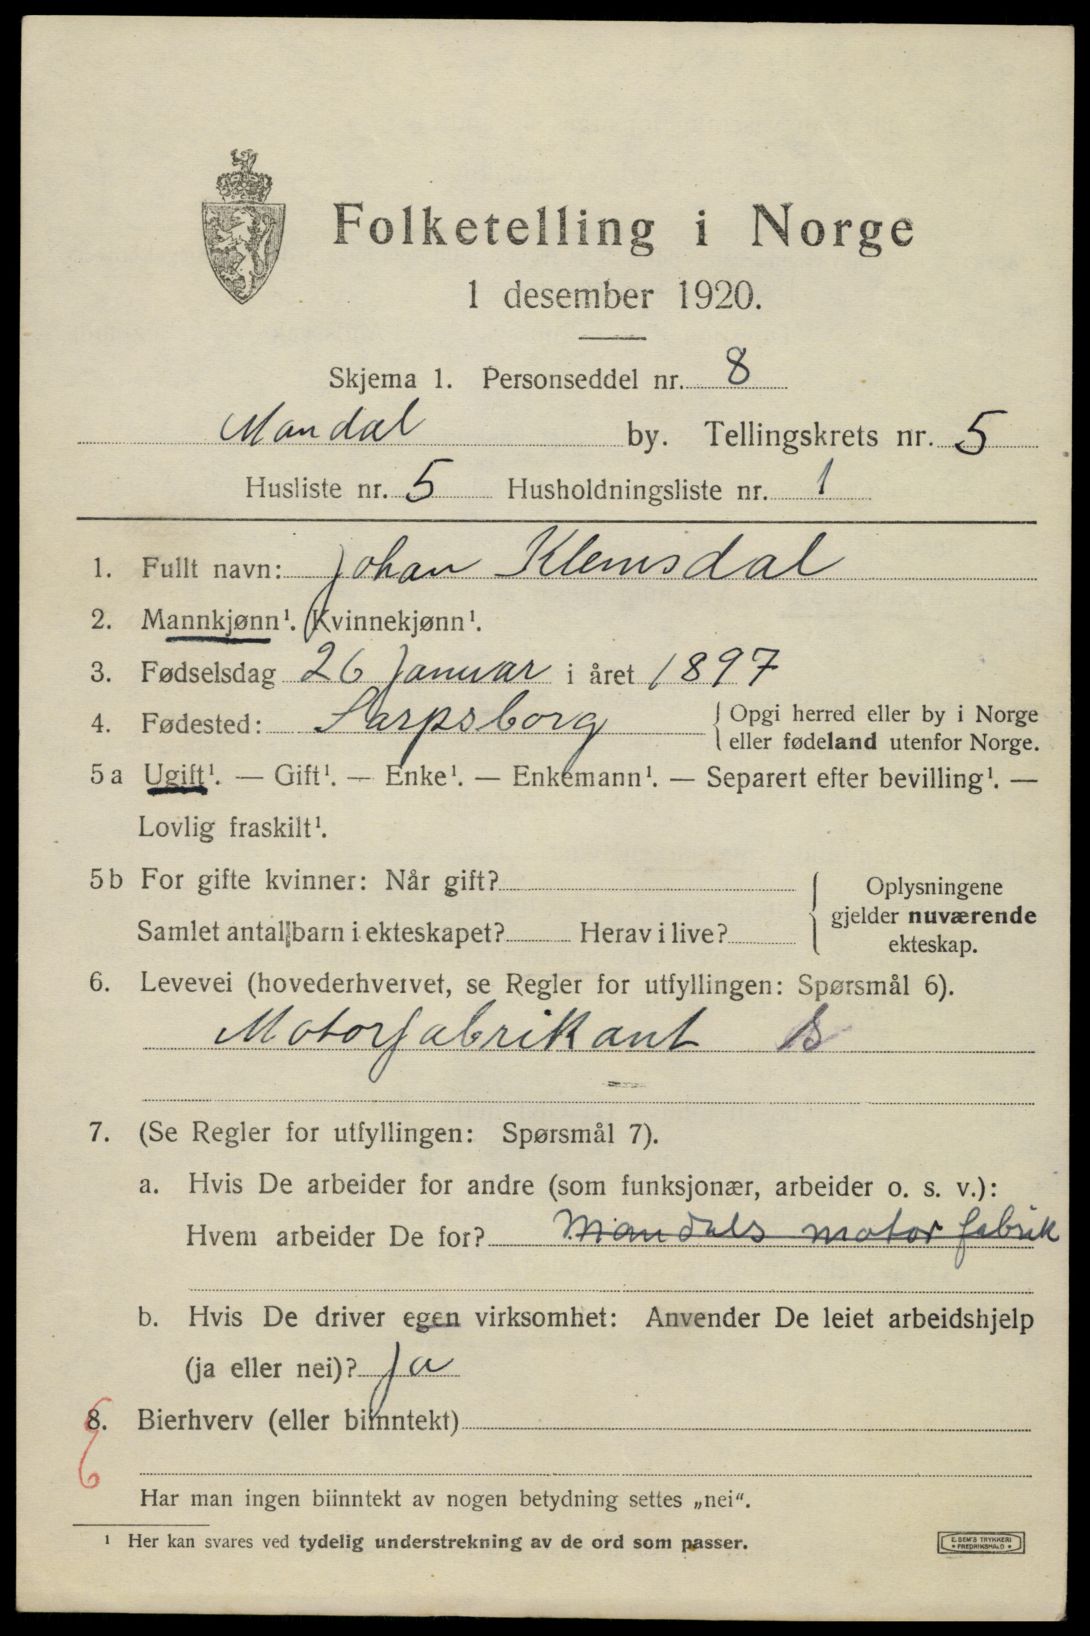 Folketelling i Norge
1 desember 1920.
Skjema 1. Personseddel nr. 8
Mandal by. Tellingskrets nr. 5
Husliste nr. 5 Husholdningsliste nr. 1
1. Fullt navn: Johan Klemsdal
2. Mannkjønn¹. Kvinnekjønn¹.
3. Fødselsdag 26 Januar i året 1897
4. Fødested: Sarpsborg { Opgi herred eller by i Norge
eller fødeland utenfor Norge.
5a Ugift¹. — Gift¹. — Enke¹. — Enkemann¹. — Separert efter bevilling¹. —
Lovlig fraskilt¹.
5b For gifte kvinner: Når gift?
Samlet antal barn i ekteskapet? Herav i live?
Oplysningene
gjelder nuværende
ekteskap.
6. Levevei (hovederhvervet, se Regler for utfyllingen: Spørsmål 6).
Motorfabrikant B
7. (Se Regler for utfyllingen: Spørsmål 7).
a. Hvis De arbeider for andre (som funksjonær, arbeider o. s. v.):
Hvem arbeider De for? Mandals motorfabrik
b. Hvis De driver egen virksomhet: Anvender De leiet arbeidshjelp
(ja eller nei)? Ja
8. Bierhverv (eller biinntekt)
6
Har man ingen biinntekt av nogen betydning settes „nei".
¹ Her kan svares ved tydelig understrekning av de ord som passer.
E. SEM'S TRYKKERI
• FREDRIKSHALD •